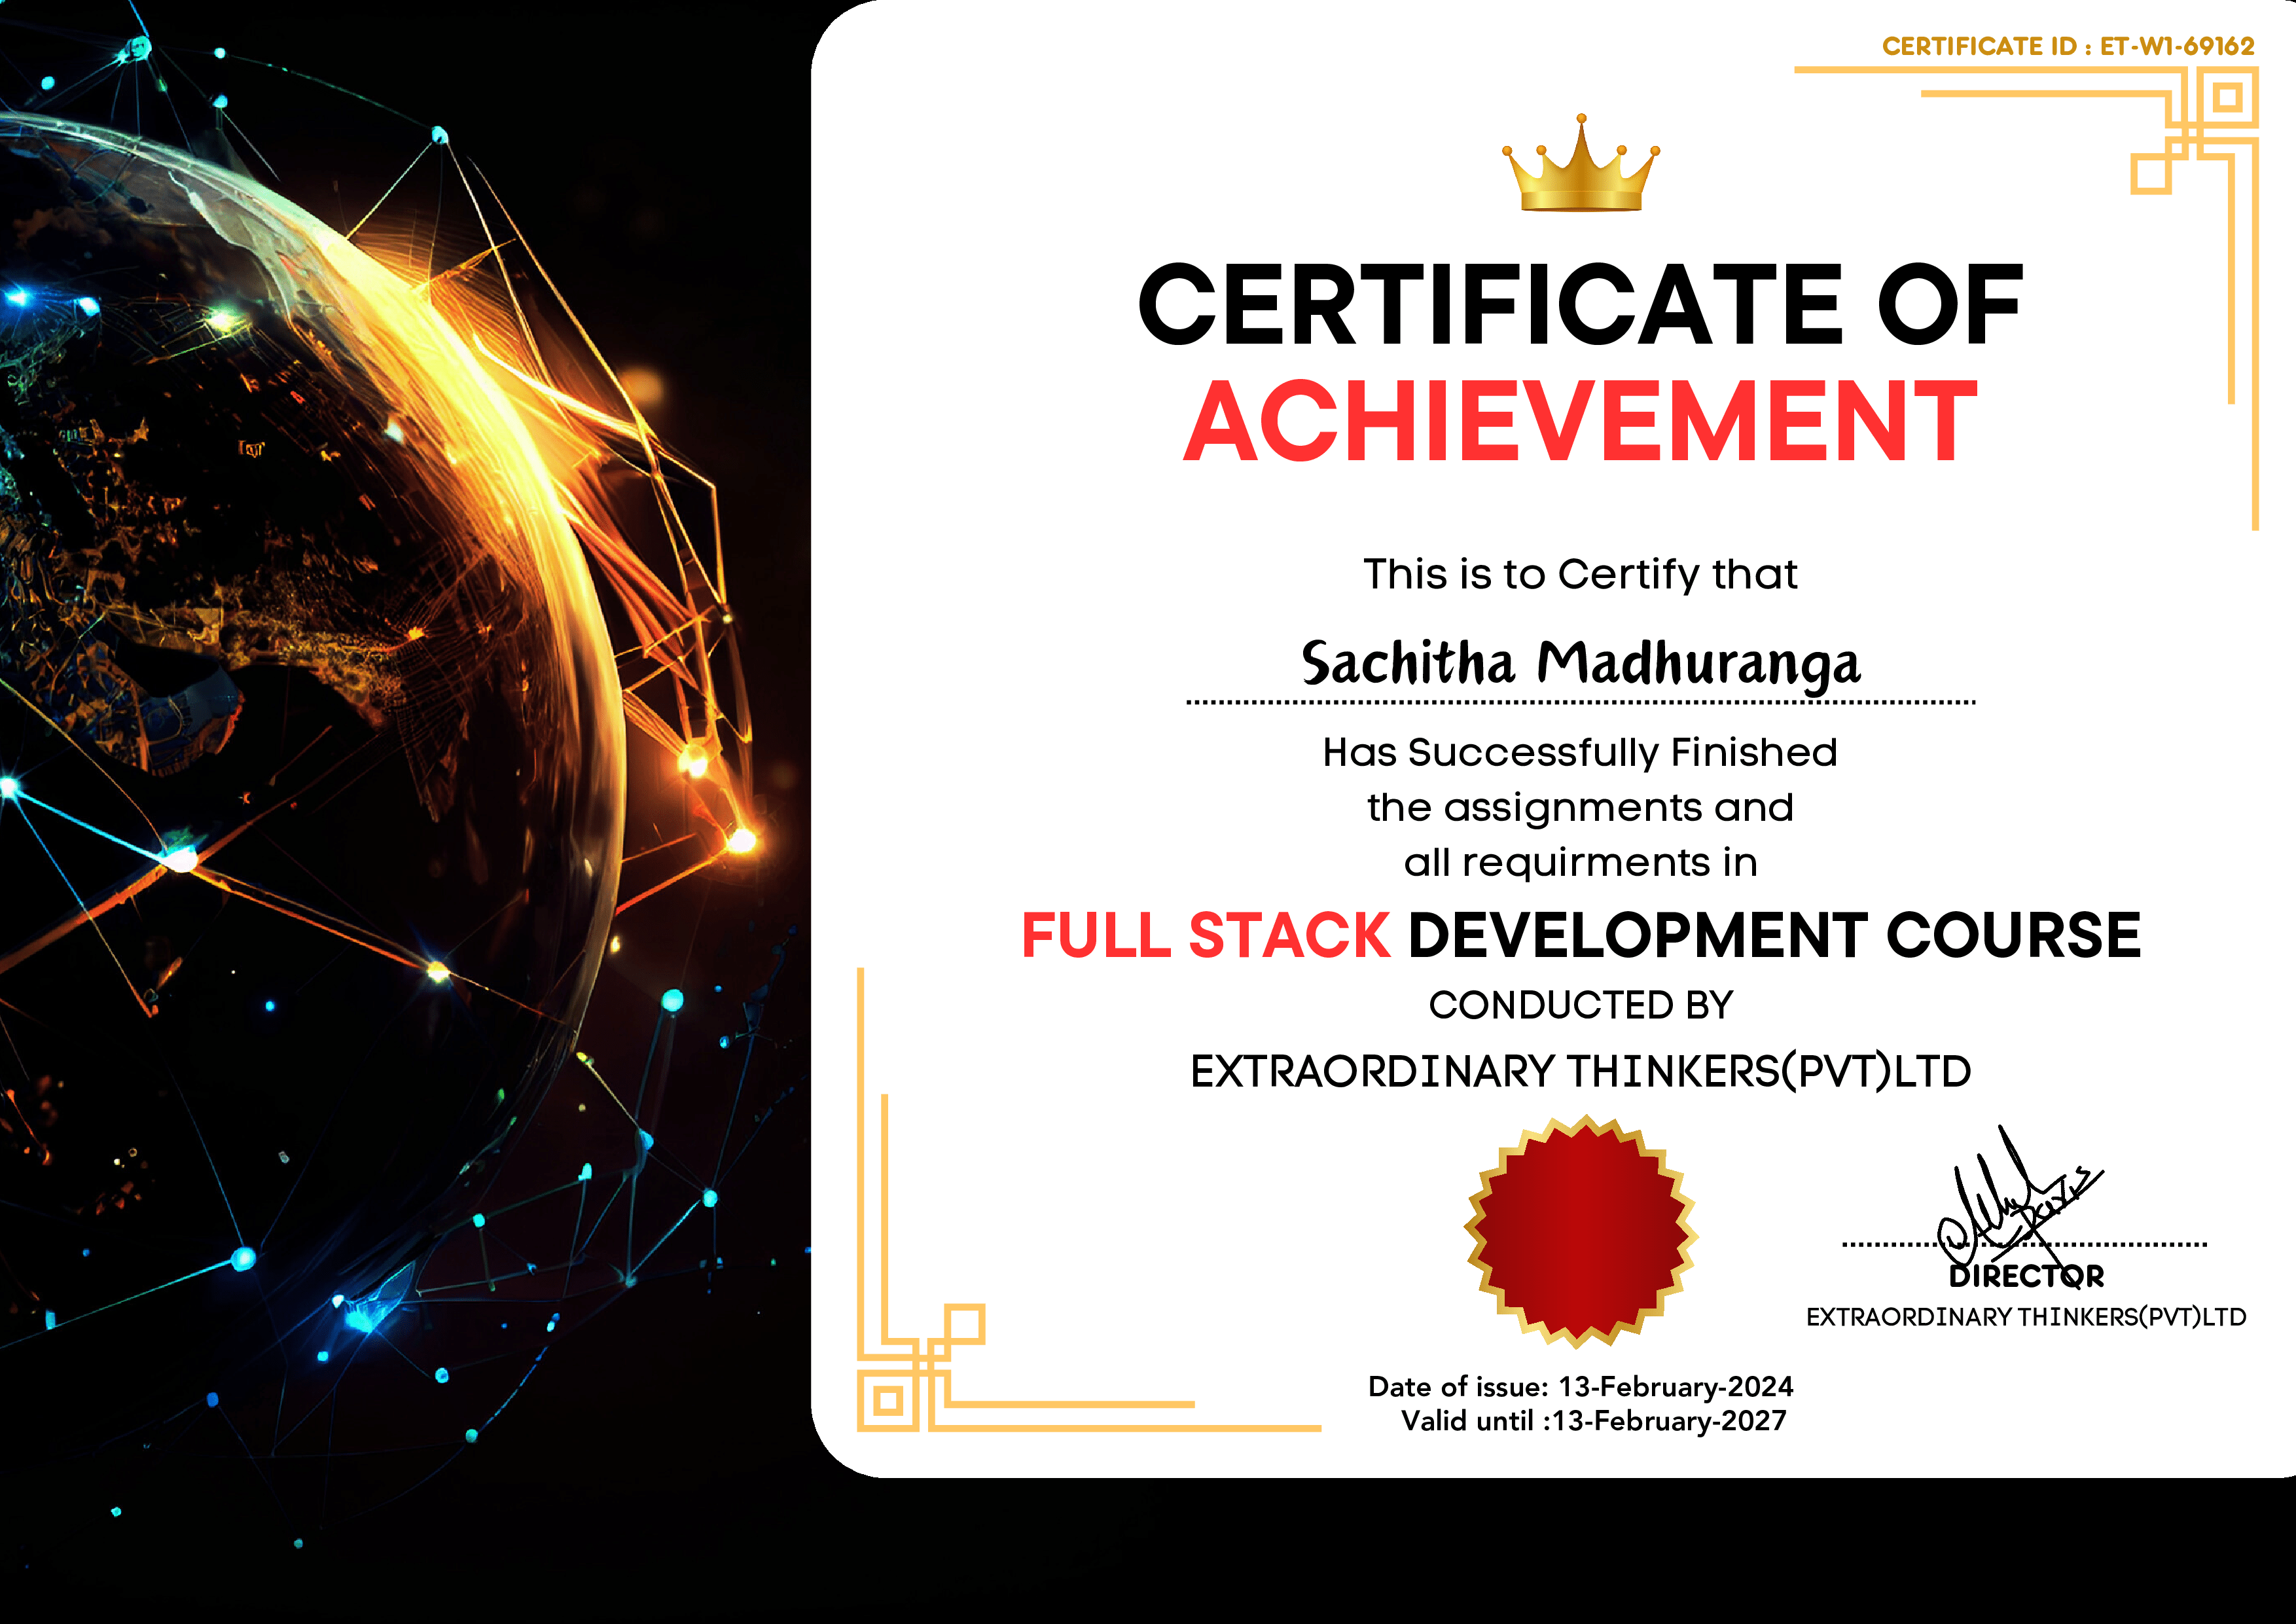 CERTIFICATE ID : ET-W1-69162
CERTIFICATE OF
ACHIEVEMENT
This is to Certify that
Sachitha Madhuranga
Has Successfully Finished
the assignments and
all requirments in
FULL STACK DEVELOPMENT COURSE
CONDUCTED BY
EXTRAORDINARY THINKERS(PVT)LTD
DIRECTOR
EXTRAORDINARY THINKERS(PVT)LTD
Date of issue: 13-February-2024
Valid until :13-February-2027